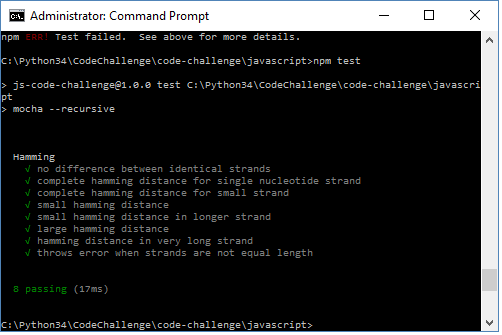 Administrator: Command Prompt
npm ERR! Test failed.  See above for more details.
C:\Python34\CodeChallenge\code-challenge\javascript>npm test
> js-code-challenge@1.0.0 test C:\Python34\CodeChallenge\code-challenge\javascri
pt
> mocha --recursive
Hamming
√ no difference between identical strands
√ complete hamming distance for single nucleotide strand
√ complete hamming distance for small strand
√ small hamming distance
√ small hamming distance in longer strand
√ large hamming distance
√ hamming distance in very long strand
√ throws error when strands are not equal length
8 passing (17ms)
C:\Python34\CodeChallenge\code-challenge\javascript>